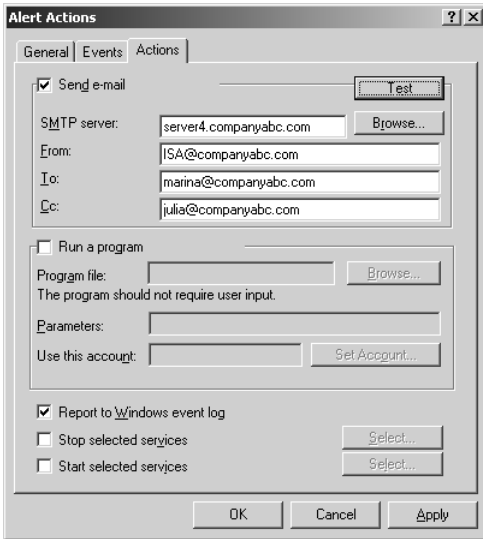 Alert Actions
General Events Actions
Send e-mail Test
SMTP server: server4.companyabc.com Browse...
From: ISA@companyabc.com
To: marina@companyabc.com
Cc: julia@companyabc.com
Run a program
Program file: Browse...
The program should not require user input.
Parameters:
Use this account: Set Account...
Report to Windows event log
Stop selected services Select...
Start selected services Select...
OK Cancel Apply